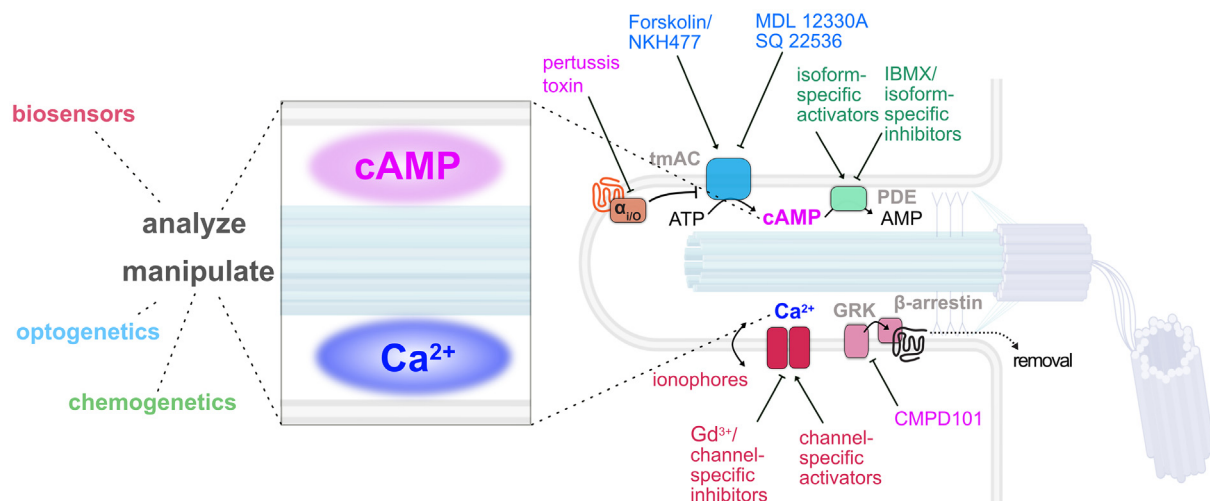 biosensors
analyze
manipulate
optogenetics
chemogenetics
cAMP
Ca²⁺
Forskolin/
NKH477
MDL 12330A
SQ 22536
pertussis
toxin
isoform-
specific
activators
IBMX/
isoform-
specific
inhibitors
tmAC
αi/o
ATP
cAMP
PDE
AMP
Ca²⁺
GRK
β-arrestin
removal
ionophores
CMPD101
Gd³⁺/
channel-
specific
inhibitors
channel-
specific
activators